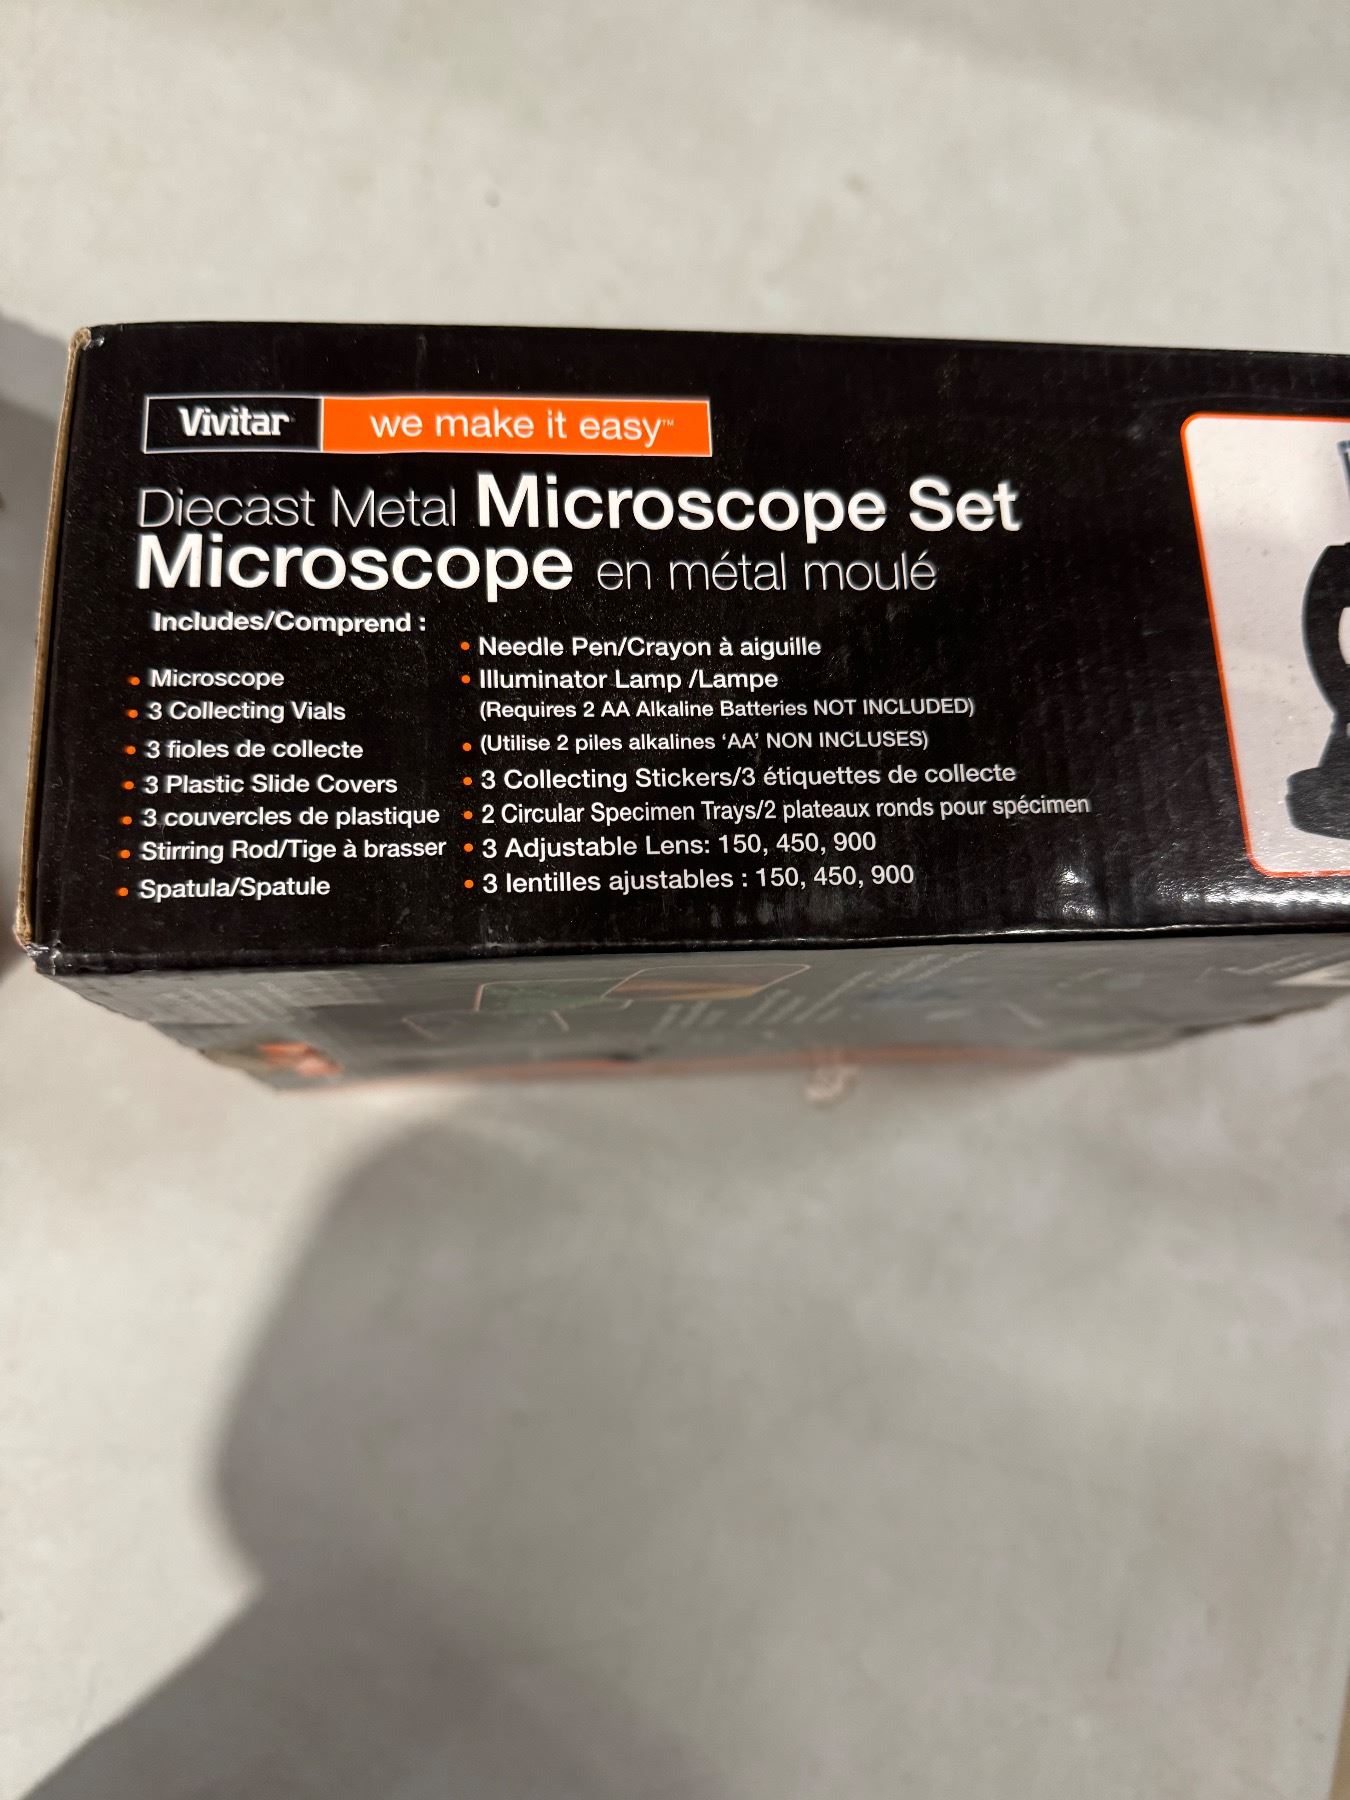 Vivitar we make it easy™
Diecast Metal Microscope Set
Microscope en métal moulé
Includes/Comprend :
• Microscope
• 3 Collecting Vials
• 3 fioles de collecte
• 3 Plastic Slide Covers
• 3 couvercles de plastique
• Stirring Rod/Tige à brasser
• Spatula/Spatule
• Needle Pen/Crayon à aiguille
• Illuminator Lamp /Lampe
(Requires 2 AA Alkaline Batteries NOT INCLUDED)
• (Utilise 2 piles alkalines ‘AA’ NON INCLUSES)
• 3 Collecting Stickers/3 étiquettes de collecte
• 2 Circular Specimen Trays/2 plateaux ronds pour spécimen
• 3 Adjustable Lens: 150, 450, 900
• 3 lentilles ajustables : 150, 450, 900